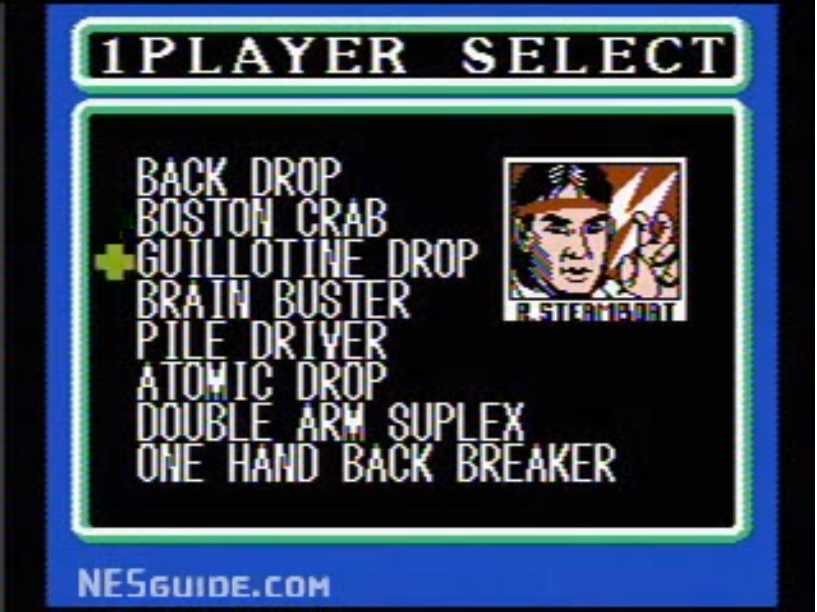 1PLAYER SELECT
BACK DROP
BOSTON CRAB
GUILLOTINE DROP
BRAIN BUSTER
PILE DRIVER
ATOMIC DROP
DOUBLE ARM SUPLEX
ONE HAND BACK BREAKER
R.STEAMBOAT
NESGUIDE.COM